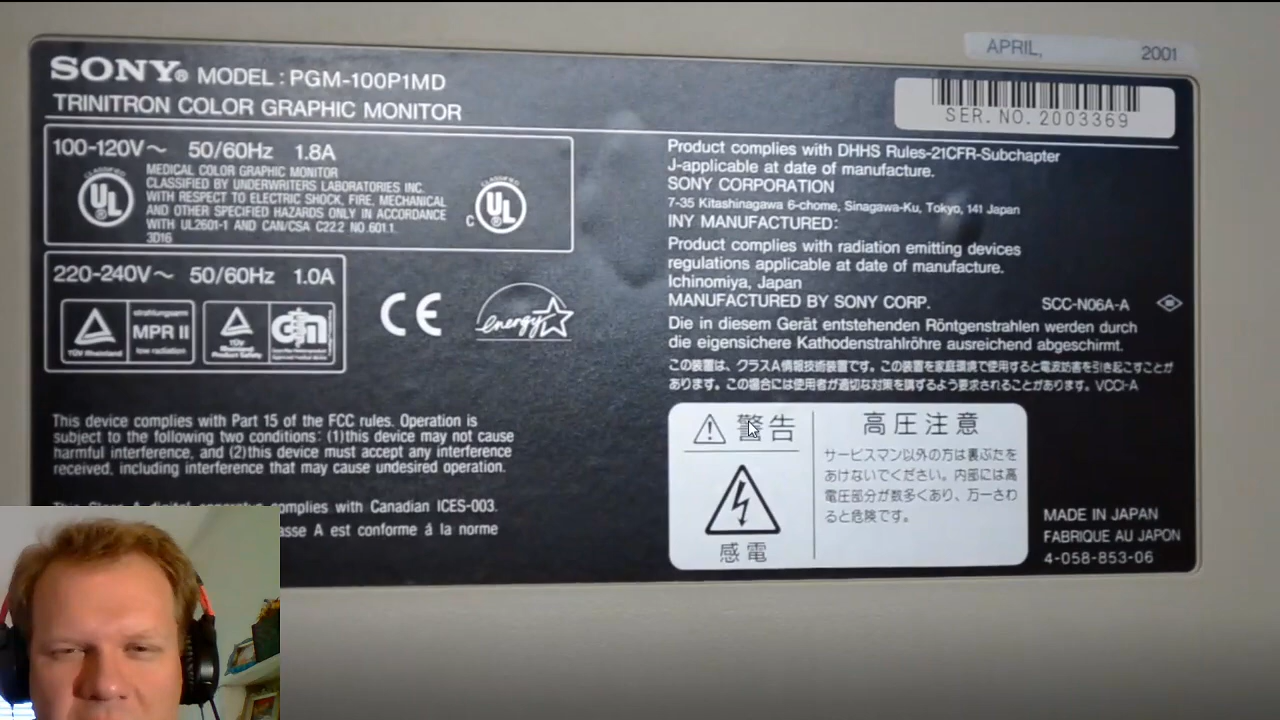 APRIL, 2001
SONY® MODEL : PGM-100P1MD
TRINITRON COLOR GRAPHIC MONITOR
SER. NO. 2003369
100-120V～ 50/60Hz 1.8A
CLASSIFIED
UL
®
MEDICAL COLOR GRAPHIC MONITOR
CLASSIFIED BY UNDERWRITERS LABORATORIES INC.
WITH RESPECT TO ELECTRIC SHOCK, FIRE, MECHANICAL
AND OTHER SPECIFIED HAZARDS ONLY IN ACCORDANCE
WITH UL2601-1 AND CAN/CSA C22.2 NO.601.1.
3D16
CLASSIFIED
C UL
®
220-240V～ 50/60Hz 1.0A
TÜV Rheinland
strahlungsarm
MPR II
low radiation
TÜV
Product Safety
CE
energy
This device complies with Part 15 of the FCC rules. Operation is
subject to the following two conditions: (1)this device may not cause
harmful interference, and (2)this device must accept any interference
received, including interference that may cause undesired operation.
complies with Canadian ICES-003.
asse A est conforme á la norme
Product complies with DHHS Rules-21CFR-Subchapter
J-applicable at date of manufacture.
SONY CORPORATION
7-35 Kitashinagawa 6-chome, Sinagawa-Ku, Tokyo, 141 Japan
INY MANUFACTURED:
Product complies with radiation emitting devices
regulations applicable at date of manufacture.
Ichinomiya, Japan
MANUFACTURED BY SONY CORP. SCC-N06A-A
Die in diesem Gerät entstehenden Röntgenstrahlen werden durch
die eigensichere Kathodenstrahlröhre ausreichend abgeschirmt.
この装置は、クラスA情報技術装置です。この装置を家庭環境で使用すると電波妨害を引き起こすことが
あります。この場合には使用者が適切な対策を講ずるよう要求されることがあります。VCCI-A
警告
感電
高圧注意
サービスマン以外の方は裏ぶたを
あけないでください。内部には高
電圧部分が数多くあり、万一さわ
ると危険です。
MADE IN JAPAN
FABRIQUE AU JAPON
4-058-853-06